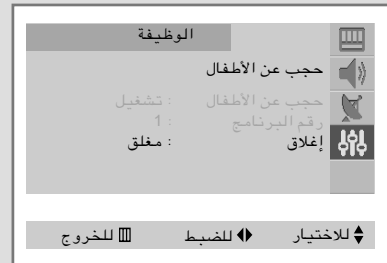 الوظيفة
حجب عن الأطفال
حجب عن الأطفال : تشغيل
رقم البرنامج : 1
إغلاق : مغلق
للاختيار للضبط للخروج